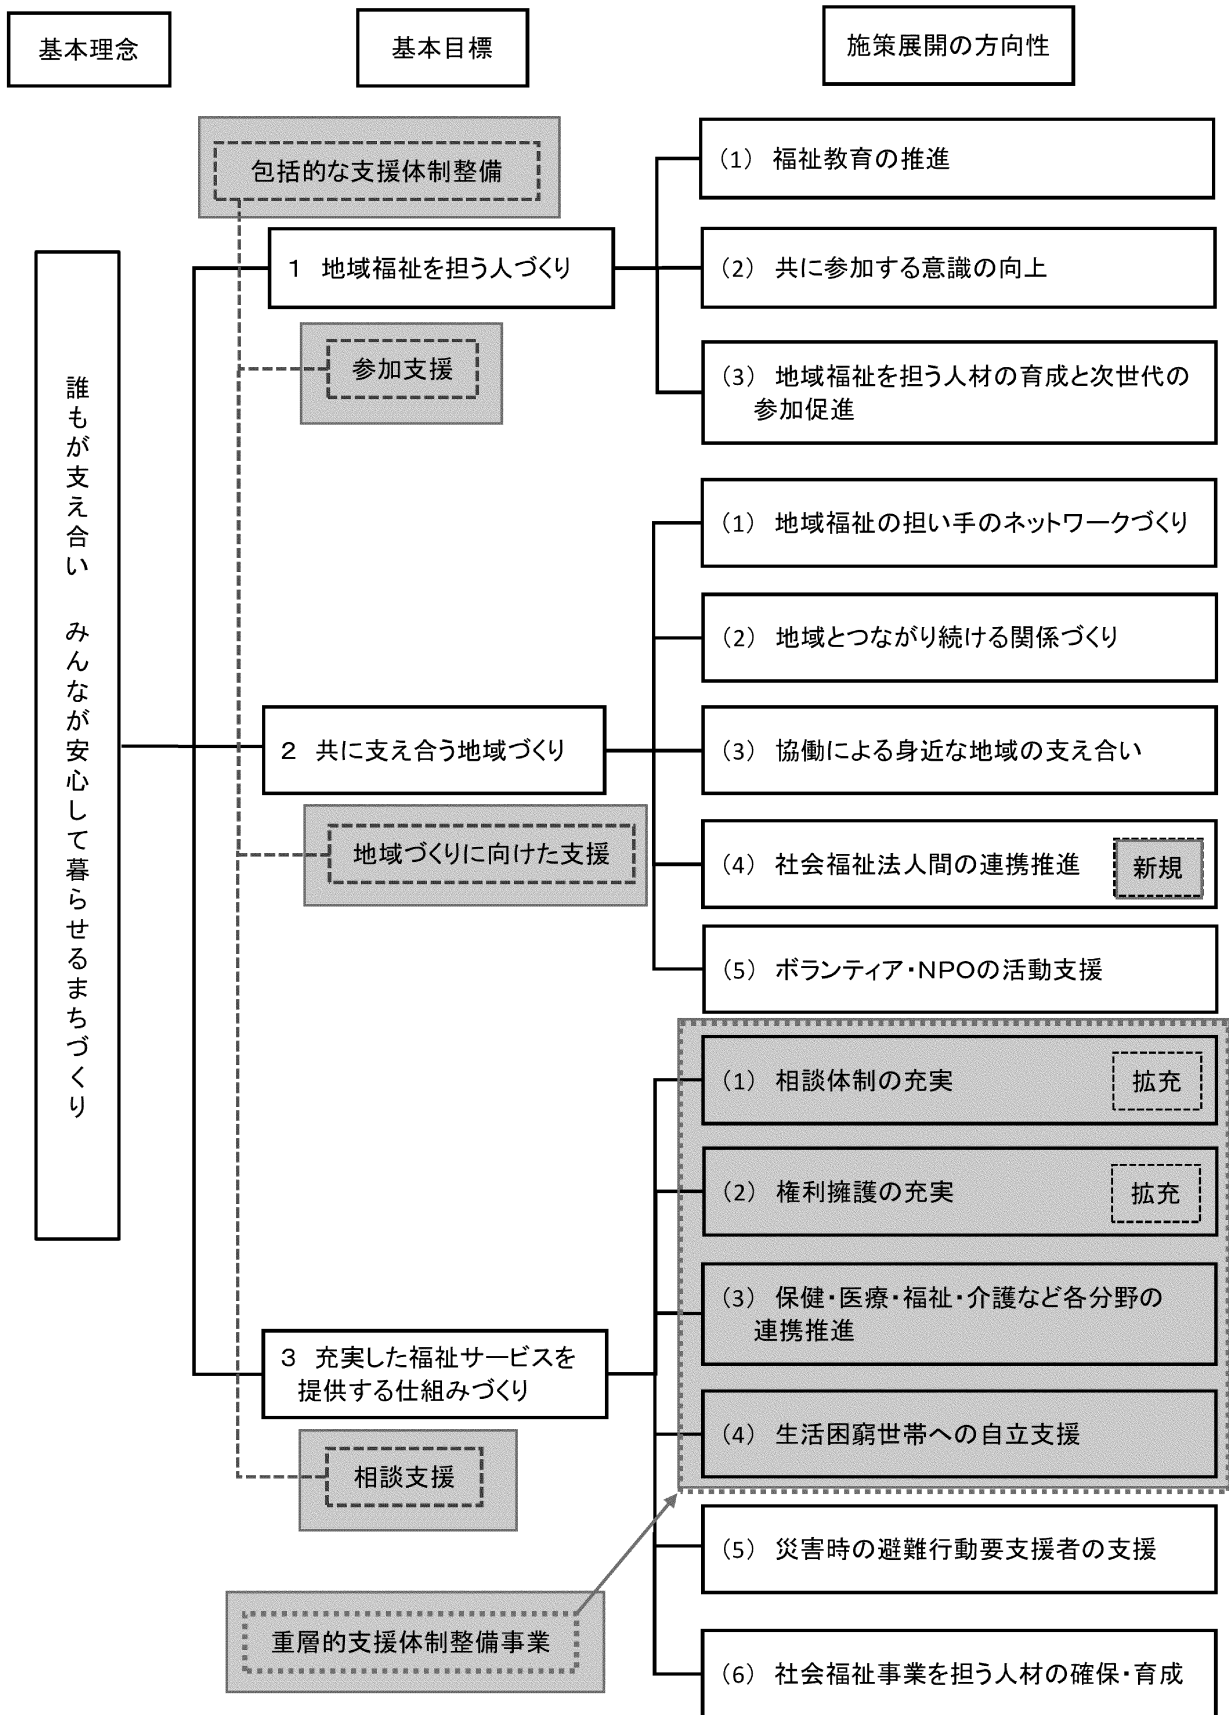 基本理念
基本目標
施策展開の方向性
誰もが支え合い　みんなが安心して暮らせるまちづくり
包括的な支援体制整備
1　地域福祉を担う人づくり
参加支援
(1)　福祉教育の推進
(2)　共に参加する意識の向上
(3)　地域福祉を担う人材の育成と次世代の
参加促進
2　共に支え合う地域づくり
地域づくりに向けた支援
(1)　地域福祉の担い手のネットワークづくり
(2)　地域とつながり続ける関係づくり
(3)　協働による身近な地域の支え合い
(4)　社会福祉法人間の連携推進　新規
(5)　ボランティア・NPOの活動支援
3　充実した福祉サービスを
提供する仕組みづくり
相談支援
重層的支援体制整備事業
(1)　相談体制の充実　拡充
(2)　権利擁護の充実　拡充
(3)　保健・医療・福祉・介護など各分野の
連携推進
(4)　生活困窮世帯への自立支援
(5)　災害時の避難行動要支援者の支援
(6)　社会福祉事業を担う人材の確保・育成